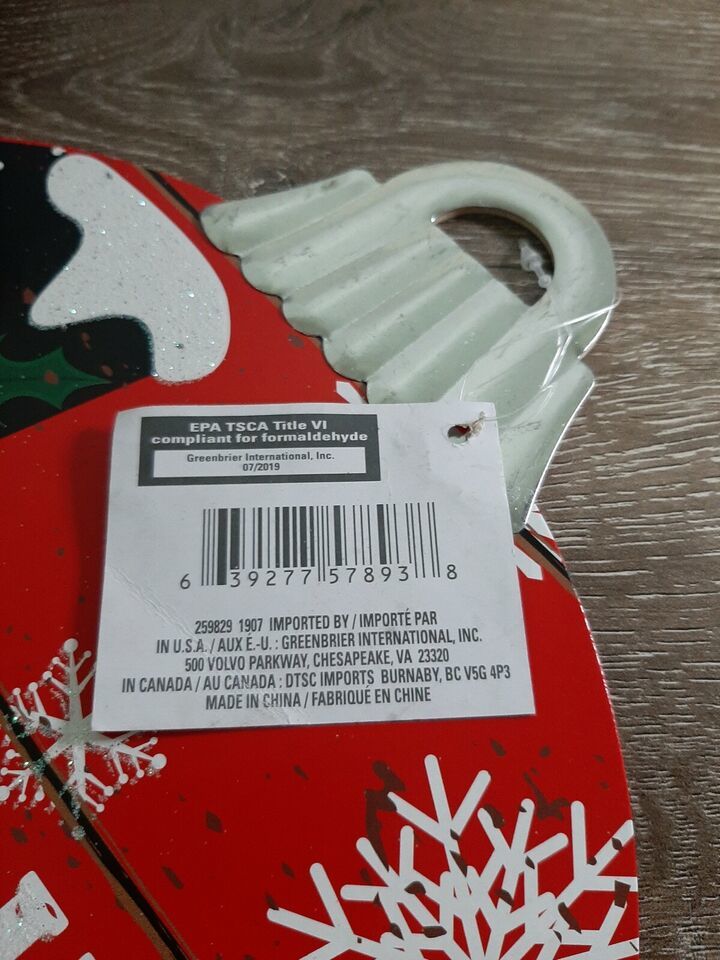 EPA TSCA Title VI
compliant for formaldehyde
Greenbrier International, Inc.
07/2019
6 39277 57893 8
259829 1907 IMPORTED BY / IMPORTÉ PAR
IN U.S.A. / AUX É.-U. : GREENBRIER INTERNATIONAL, INC.
500 VOLVO PARKWAY, CHESAPEAKE, VA 23320
IN CANADA / AU CANADA : DTSC IMPORTS BURNABY, BC V5G 4P3
MADE IN CHINA / FABRIQUÉ EN CHINE